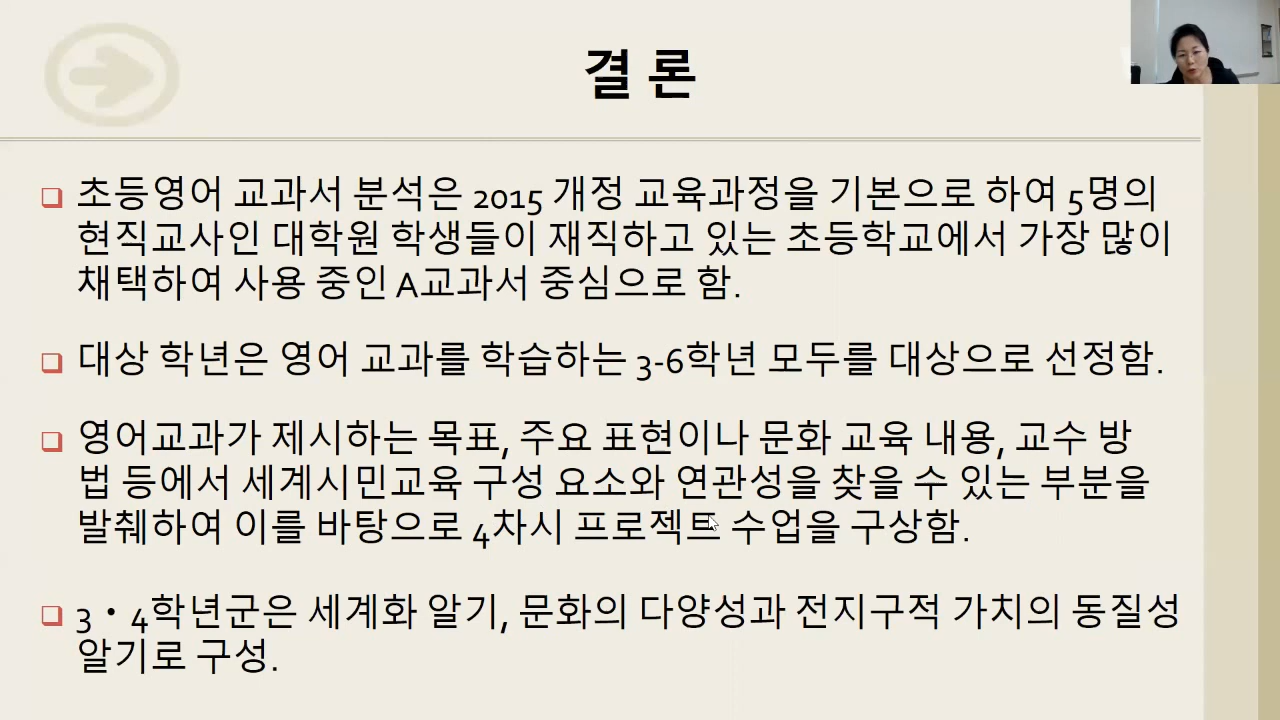 결 론
초등영어 교과서 분석은 2015 개정 교육과정을 기본으로 하여 5명의
현직교사인 대학원 학생들이 재직하고 있는 초등학교에서 가장 많이
채택하여 사용 중인 A교과서 중심으로 함.
대상 학년은 영어 교과를 학습하는 3-6학년 모두를 대상으로 선정함.
영어교과가 제시하는 목표, 주요 표현이나 문화 교육 내용, 교수 방
법 등에서 세계시민교육 구성 요소와 연관성을 찾을 수 있는 부분을
발췌하여 이를 바탕으로 4차시 프로젝트 수업을 구상함.
3・4학년군은 세계화 알기, 문화의 다양성과 전지구적 가치의 동질성
알기로 구성.